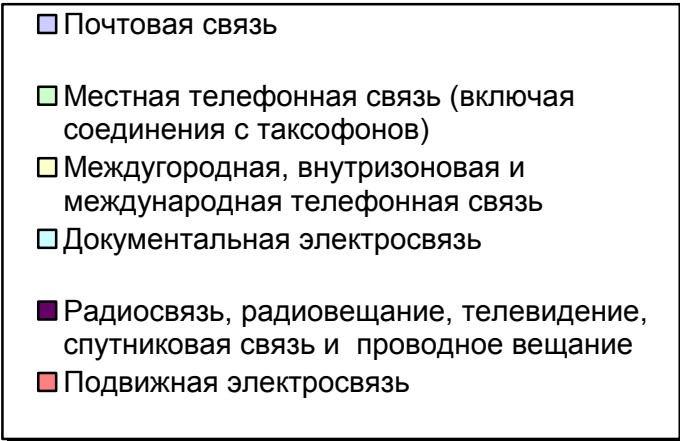 Почтовая связь
Местная телефонная связь (включая
соединения с таксофонов)
Междугородная, внутризоновая и
международная телефонная связь
Документальная электросвязь
Радиосвязь, радиовещание, телевидение,
спутниковая связь и проводное вещание
Подвижная электросвязь